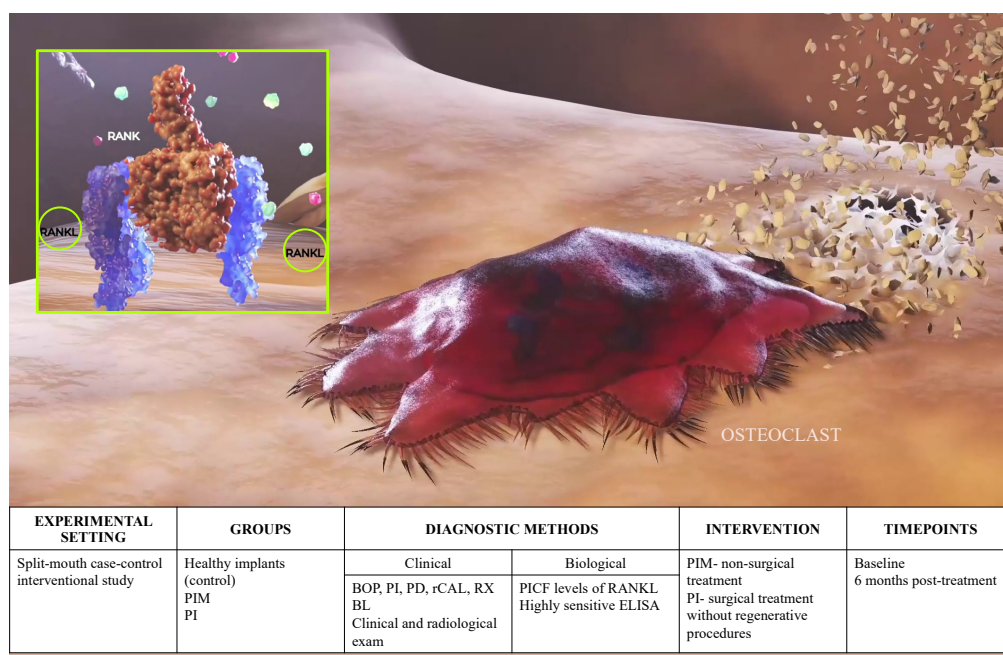 RANK
RANKL
RANKL
OSTEOCLAST
EXPERIMENTAL
SETTING
GROUPS
DIAGNOSTIC METHODS
INTERVENTION
TIMEPOINTS
Split-mouth case-control
interventional study
Healthy implants
(control)
PIM
PI
Clinical
BOP, PI, PD, rCAL, RX
BL
Clinical and radiological
exam
Biological
PICF levels of RANKL
Highly sensitive ELISA
PIM- non-surgical
treatment
PI- surgical treatment
without regenerative
procedures
Baseline
6 months post-treatment